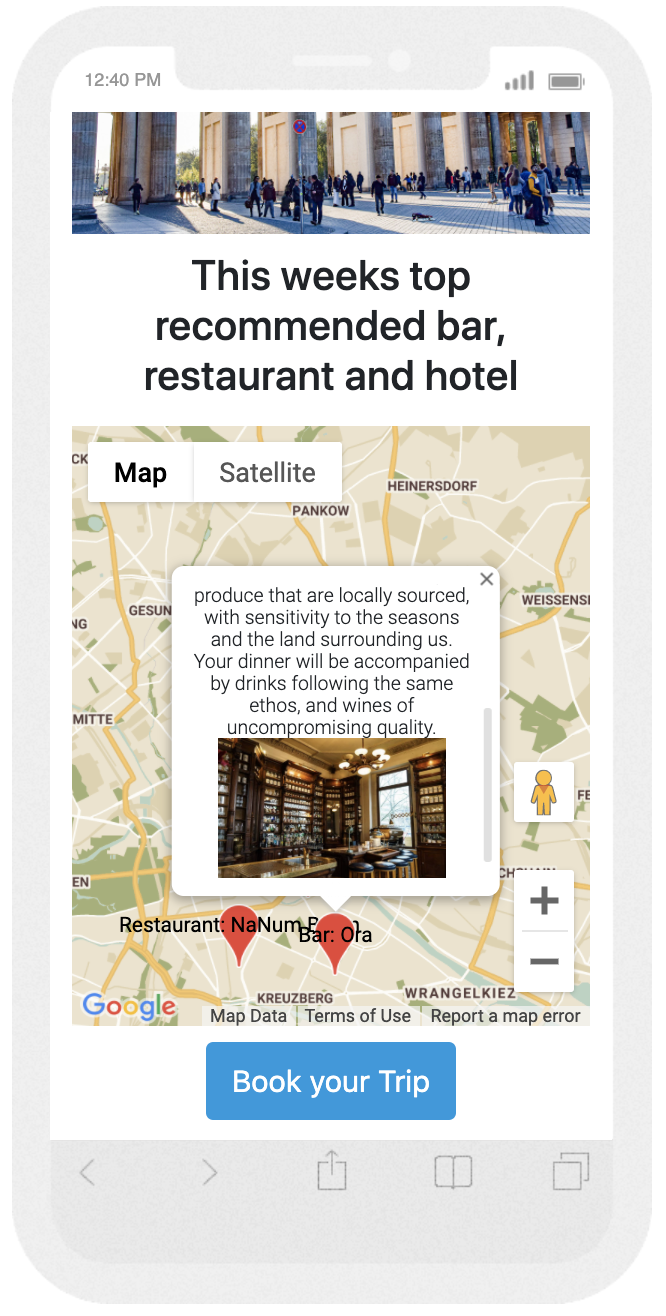 12:40 PM
This weeks top
recommended bar,
restaurant and hotel
Map Satellite
HEINERSDORF
PANKOW
produce that are locally sourced,
with sensitivity to the seasons
and the land surrounding us.
Your dinner will be accompanied
by drinks following the same
ethos, and wines of
uncompromising quality.
GESUN
WEISSENSI
NG
MITTE
FE
EN
Restaurant: NaNum
Bar: Ora
KREUZBERG
WRANGELKIEZ
Google
Map Data Terms of Use Report a map error
Book your Trip